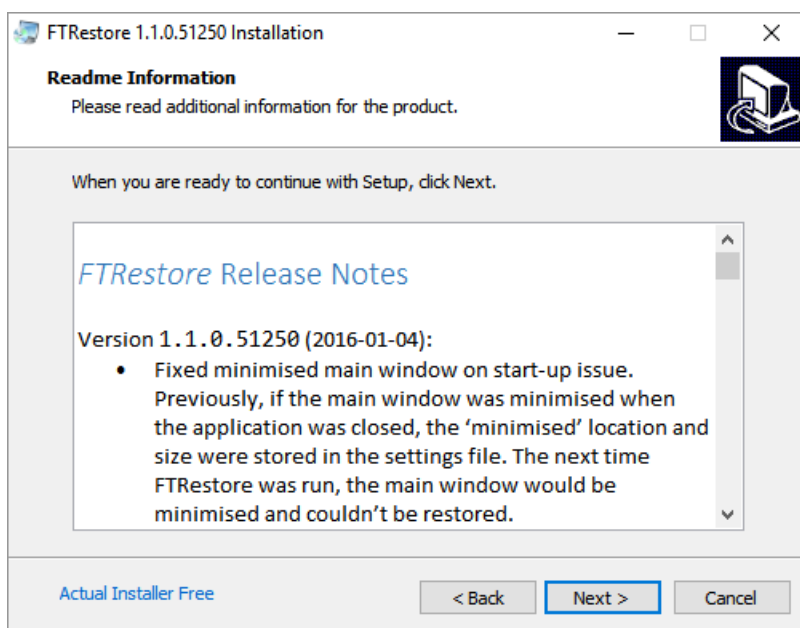 FTRestore 1.1.0.51250 Installation
Readme Information
Please read additional information for the product.
When you are ready to continue with Setup, click Next.
FTRestore Release Notes
Version 1.1.0.51250 (2016-01-04):
• Fixed minimised main window on start-up issue.
Previously, if the main window was minimised when
the application was closed, the ‘minimised’ location and
size were stored in the settings file. The next time
FTRestore was run, the main window would be
minimised and couldn’t be restored.
Actual Installer Free
< Back
Next >
Cancel